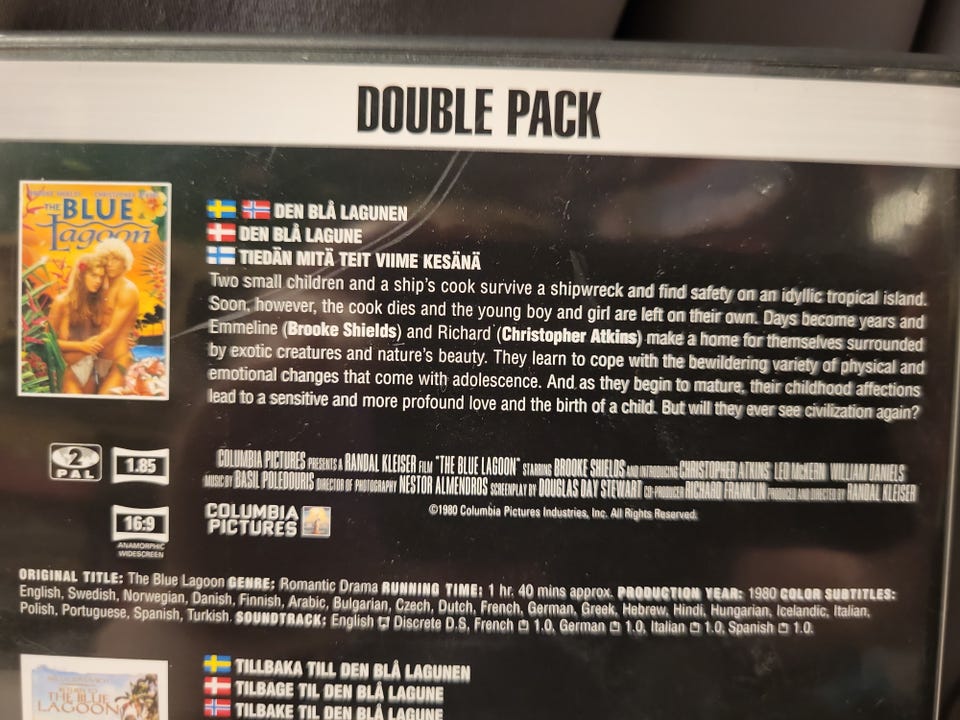 DOUBLE PACK
BROOKE SHIELDS CHRISTOPHER
THE BLUE
Lagoon
DEN BLÅ LAGUNEN
DEN BLÅ LAGUNE
TIEDÄN MITÄ TEIT VIIME KESÄNÄ
Two small children and a ship's cook survive a shipwreck and find safety on an idyllic tropical island.
Soon, however, the cook dies and the young boy and girl are left on their own. Days become years and
Emmeline (Brooke Shields) and Richard (Christopher Atkins) make a home for themselves surrounded
by exotic creatures and nature's beauty. They learn to cope with the bewildering variety of physical and
emotional changes that come with adolescence. And as they begin to mature, their childhood affections
lead to a sensitive and more profound love and the birth of a child. But will they ever see civilization again?
2
PAL
1.85
16:9
ANAMORPHIC
WIDESCREEN
COLUMBIA PICTURES PRESENTS A RANDAL KLEISER FILM "THE BLUE LAGOON" STARRING BROOKE SHIELDS AND INTRODUCING CHRISTOPHER ATKINS LEO McKERN WILLIAM DANIELS
MUSIC BY BASIL POLEDOURIS DIRECTOR OF PHOTOGRAPHY NESTOR ALMENDROS SCREENPLAY BY DOUGLAS DAY STEWART CO-PRODUCER RICHARD FRANKLIN PRODUCED AND DIRECTED BY RANDAL KLEISER
COLUMBIA
PICTURES
©1980 Columbia Pictures Industries, Inc. All Rights Reserved.
ORIGINAL TITLE: The Blue Lagoon GENRE: Romantic Drama RUNNING TIME: 1 hr. 40 mins approx. PRODUCTION YEAR: 1980 COLOR SUBTITLES:
English, Swedish, Norwegian, Danish, Finnish, Arabic, Bulgarian, Czech, Dutch, French, German, Greek, Hebrew, Hindi, Hungarian, Icelandic, Italian,
Polish, Portuguese, Spanish, Turkish. SOUNDTRACK: English Discrete D.S, French 1.0, German 1.0, Italian 1.0, Spanish 1.0.
RETURN TO
THE BLUE
LAGOON
TILLBAKA TILL DEN BLÅ LAGUNEN
TILBAGE TIL DEN BLÅ LAGUNE
TILBAKE TIL DEN BLÅ LAGUNE